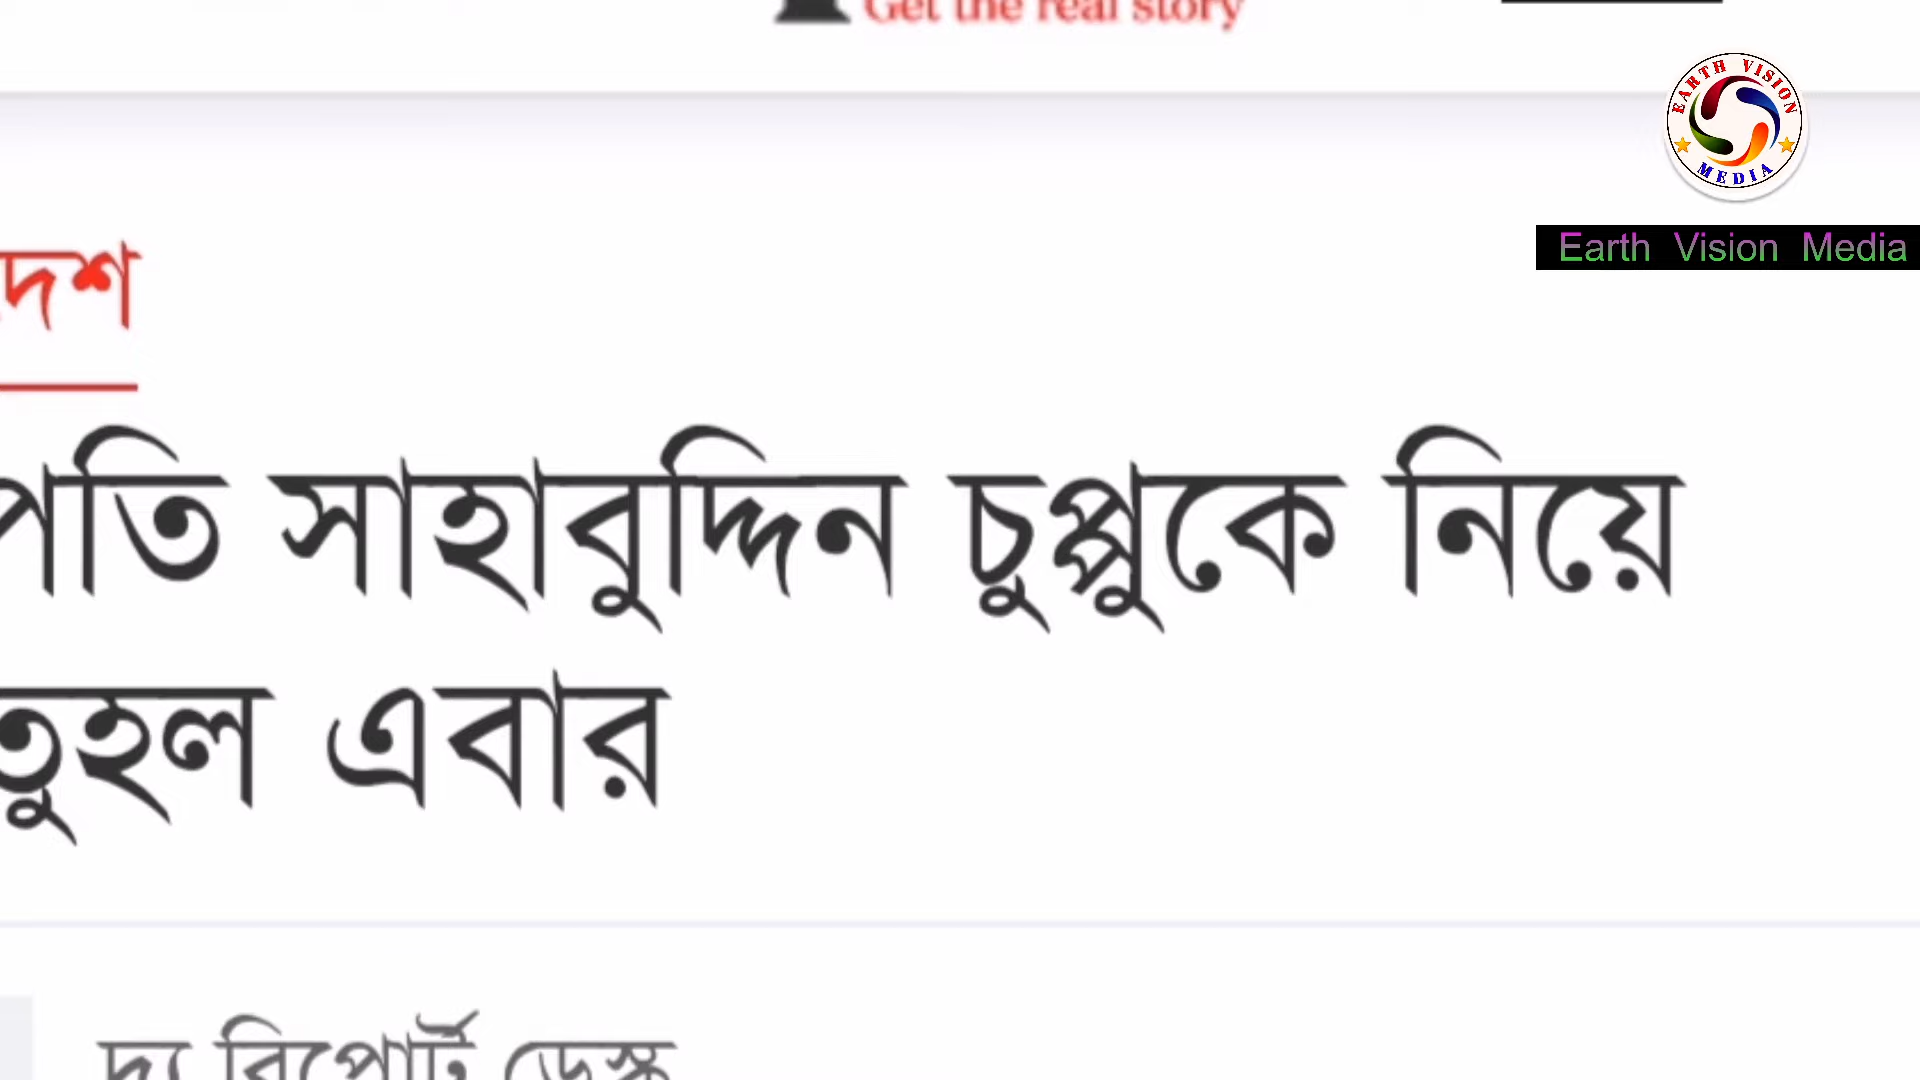 Get the real story
EARTH VISION
MEDIA
Earth Vision Media
দেশ
পতি সাহাবুদ্দিন চুপ্পুকে নিয়ে
তুহল এবার
দ্য রিপোর্ট ডেস্ক